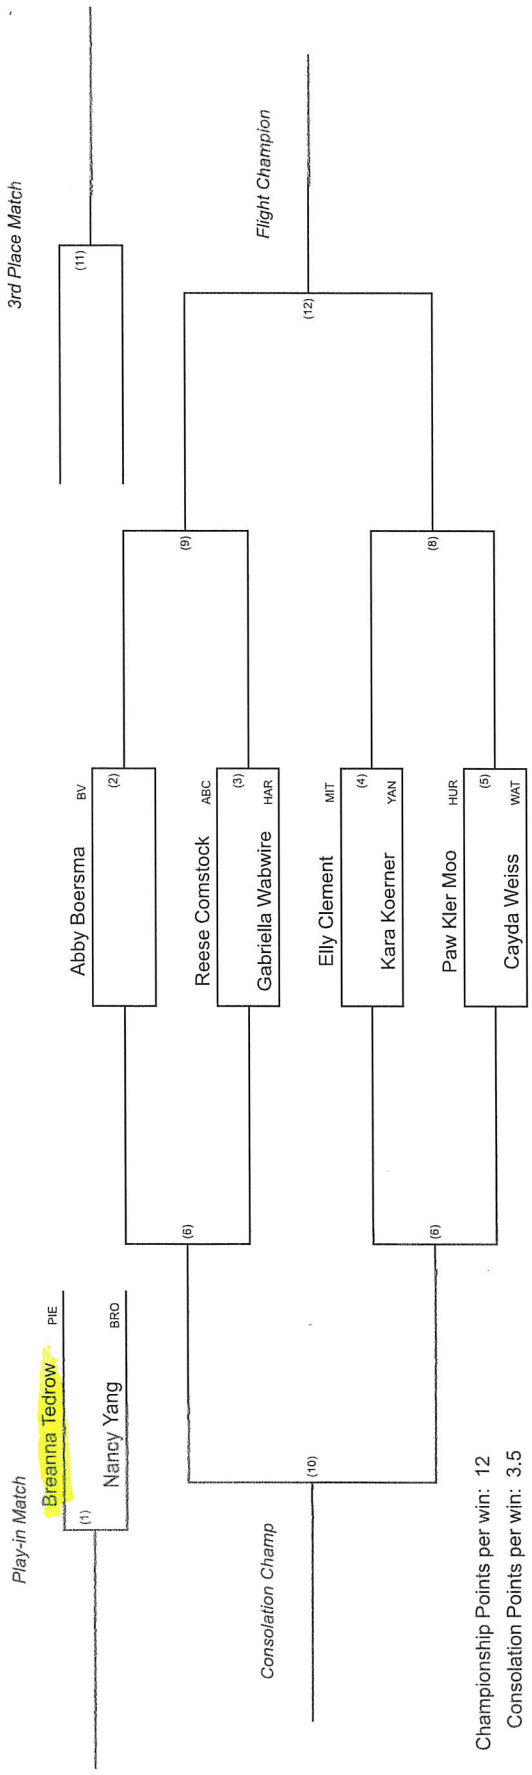 Play-in Match
Breanna Tedrow PIE
(1)
Nancy Yang BRO
3rd Place Match
(11)
Abby Boersma BV
(2)
Reese Comstock ABC
(3)
Gabriella Wabwire HAR
Elly Clement MIT
(4)
Kara Koerner YAN
Paw Kler Moo HUR
(5)
Cayda Weiss WAT
(6)
(6)
(9)
(8)
(10)
Consolation Champ
(12)
Flight Champion
Championship Points per win: 12
Consolation Points per win: 3.5